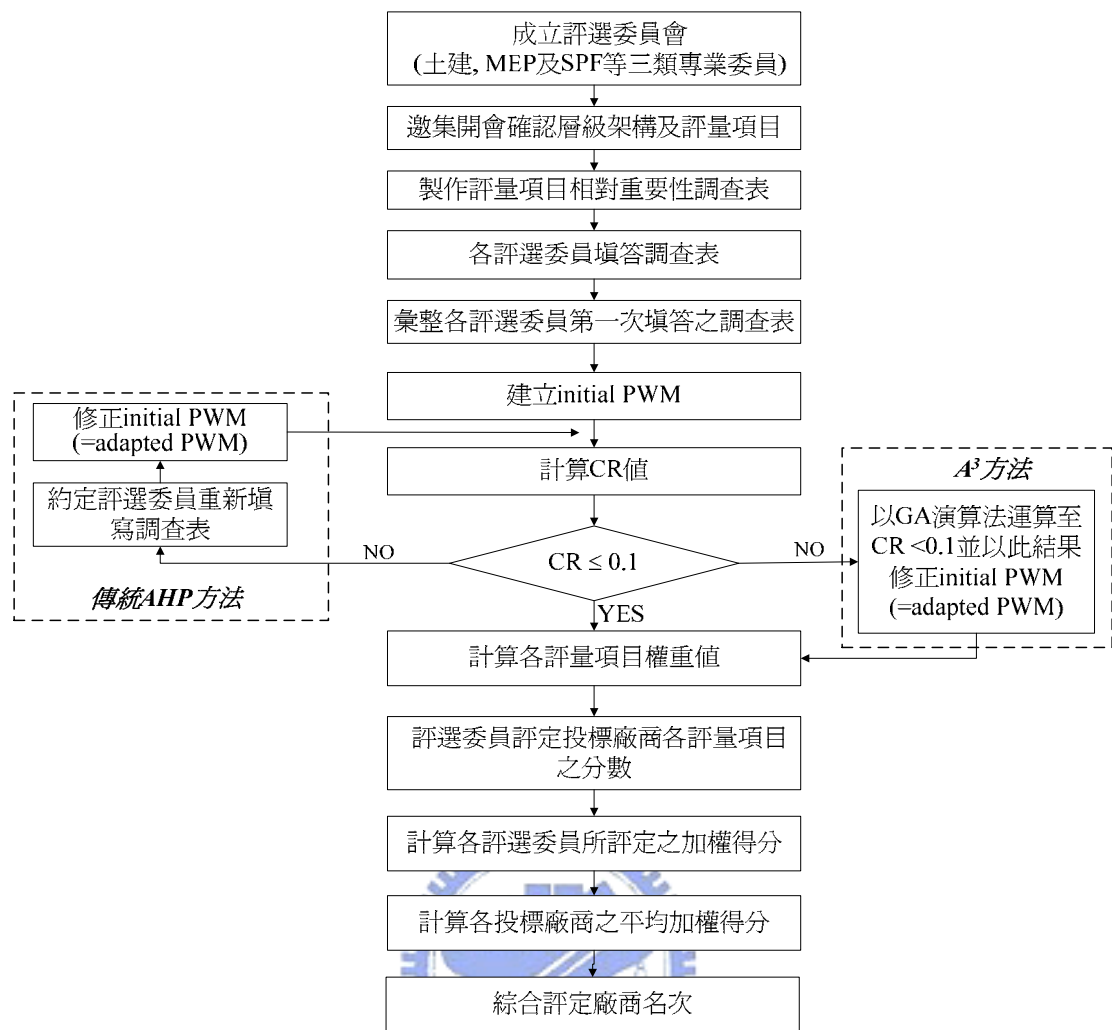 成立評選委員會
(土建, MEP及SPF等三類專業委員)
邀集開會確認層級架構及評量項目
製作評量項目相對重要性調查表
各評選委員填答調查表
彙整各評選委員第一次填答之調查表
建立initial PWM
修正initial PWM
(=adapted PWM)
計算CR值
約定評選委員重新填
寫調查表
傳統AHP方法
NO
CR ≤ 0.1
NO
YES
A³方法
以GA演算法運算至
CR <0.1並以此結果
修正initial PWM
(=adapted PWM)
計算各評量項目權重值
評選委員評定投標廠商各評量項目
之分數
計算各評選委員所評定之加權得分
計算各投標廠商之平均加權得分
綜合評定廠商名次